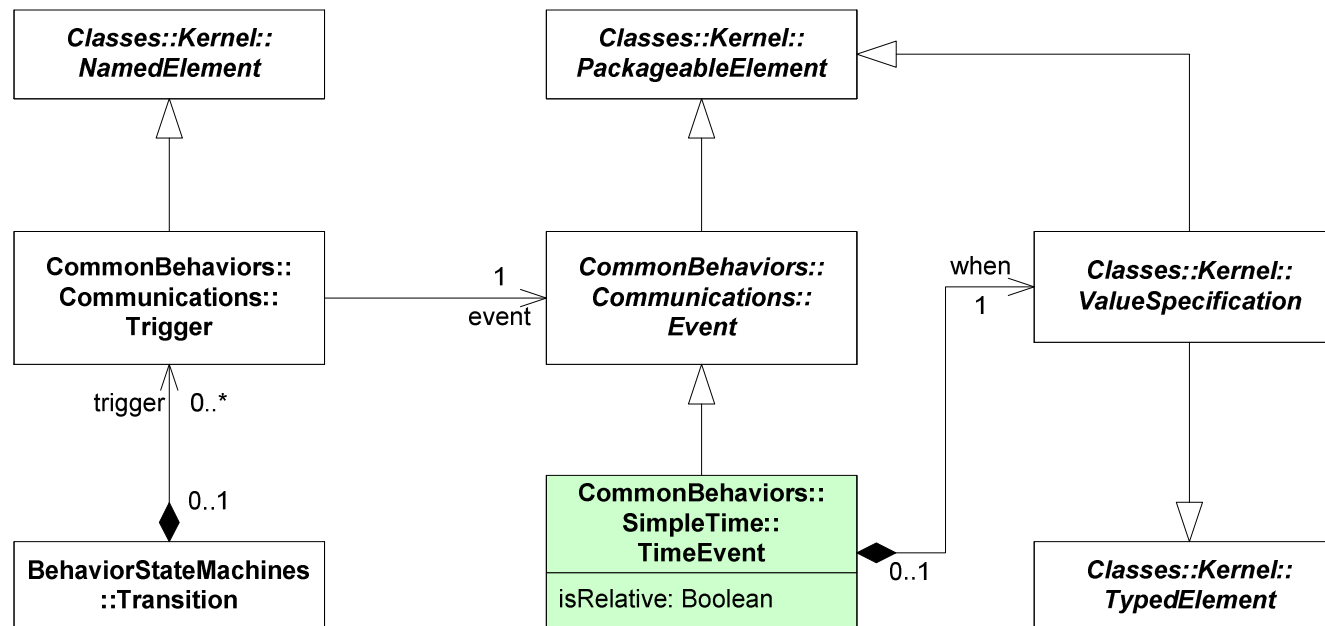 Classes::Kernel::
NamedElement
Classes::Kernel::
PackageableElement
CommonBehaviors::
Communications::
Trigger
1
event
CommonBehaviors::
Communications::
Event
when
1
Classes::Kernel::
ValueSpecification
trigger
0..*
0..1
BehaviorStateMachines
::Transition
CommonBehaviors::
SimpleTime::
TimeEvent
isRelative: Boolean
0..1
Classes::Kernel::
TypedElement